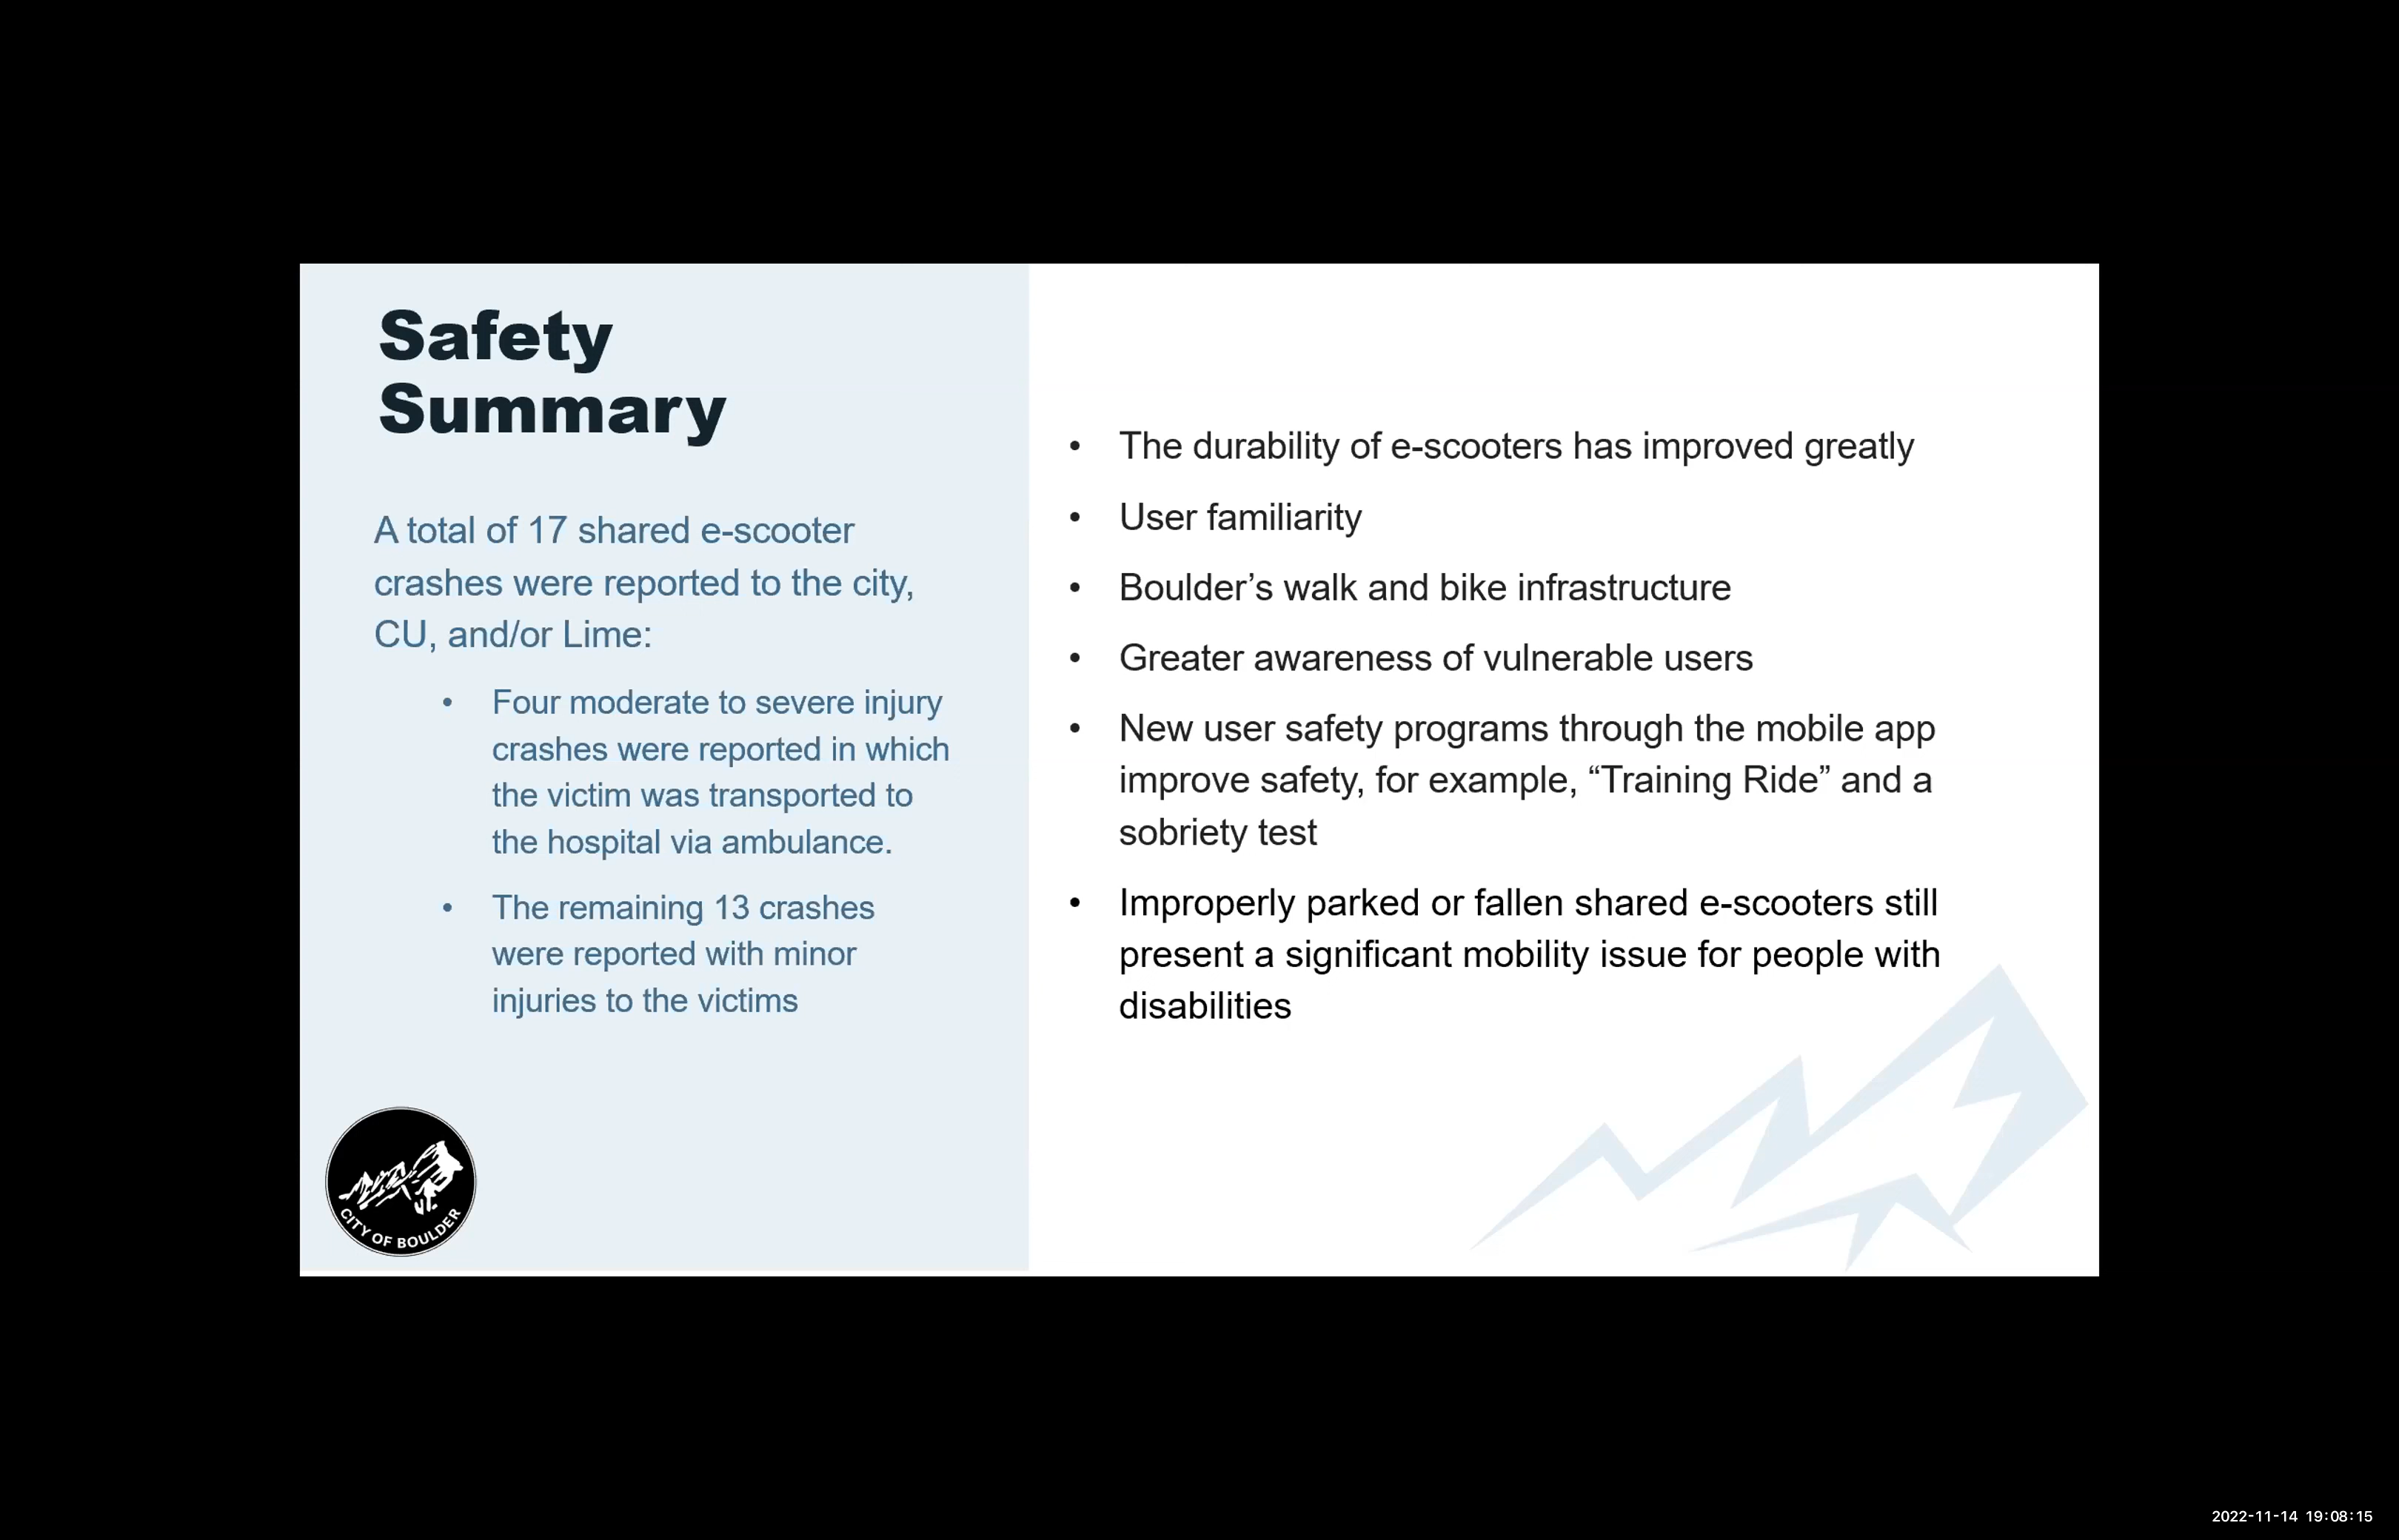 Safety
Summary
A total of 17 shared e-scooter
crashes were reported to the city,
CU, and/or Lime:
• Four moderate to severe injury
crashes were reported in which
the victim was transported to
the hospital via ambulance.
• The remaining 13 crashes
were reported with minor
injuries to the victims
CITY OF BOULDER
• The durability of e-scooters has improved greatly
• User familiarity
• Boulder’s walk and bike infrastructure
• Greater awareness of vulnerable users
• New user safety programs through the mobile app
improve safety, for example, “Training Ride” and a
sobriety test
• Improperly parked or fallen shared e-scooters still
present a significant mobility issue for people with
disabilities
2022-11-14 19:08:15